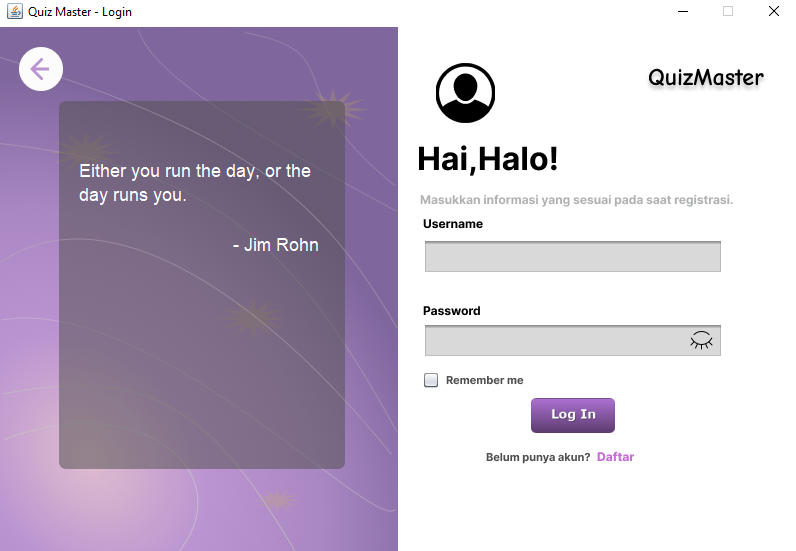 Quiz Master - Login
Either you run the day, or the
day runs you.
- Jim Rohn
QuizMaster
Hai,Halo!
Masukkan informasi yang sesuai pada saat registrasi.
Username
Password
Remember me
Log In
Belum punya akun? Daftar